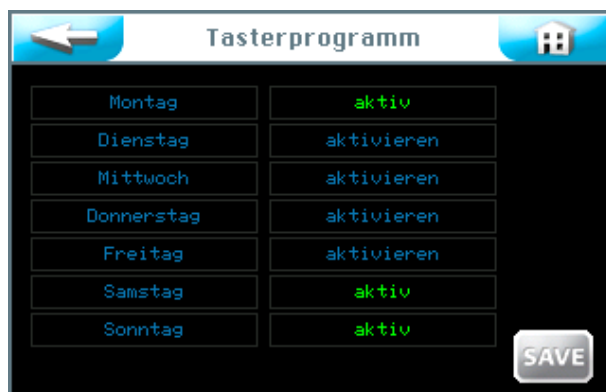 Tasterprogramm
Montag aktiv
Dienstag aktivieren
Mittwoch aktivieren
Donnerstag aktivieren
Freitag aktivieren
Samstag aktiv
Sonntag aktiv
SAVE